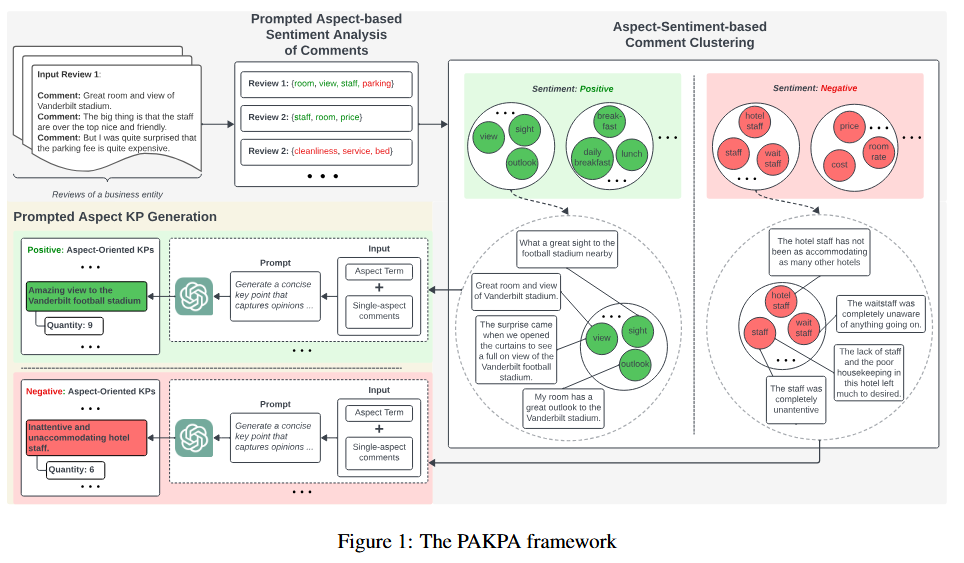 Prompted Aspect-based
Sentiment Analysis
of Comments
Aspect-Sentiment-based
Comment Clustering
Input Review 1:
Comment: Great room and view of
Vanderbilt stadium.
Comment: The big thing is that the staff
are over the top nice and friendly.
Comment: But I was quite surprised that
the parking fee is quite expensive.
Reviews of a business entity
Review 1: {room, view, staff, parking}
Review 2: {staff, room, price}
Review 2: {cleanliness, service, bed}
• • •
Sentiment: Positive
• • •
view
sight
outlook
break-
fast
daily
breakfast
lunch
• • •
• • •
Sentiment: Negative
hotel
staff
staff
wait
staff
• • •
price
• • •
cost
room
rate
• • •
What a great sight to the
football stadium nearby
Great room and view
of Vanderbilt stadium.
The surprise came
when we opened
the curtains to see
a full on view of the
Vanderbilt football
stadium.
My room has a
great outlook to the
Vanderbilt stadium.
• • •
view
sight
outlook
The hotel staff has not
been as accommodating
as many other hotels
The waitstaff was
completely unaware
of anything going on.
The lack of staff
and the poor
housekeeping in
this hotel left
much to desired.
The staff was
completely
unantentive
hotel
staff
staff
wait
staff
• • •
Prompted Aspect KP Generation
Positive: Aspect-Oriented KPs
• • •
Amazing view to the
Vanderbilt football stadium
Quantity: 9
• • •
Prompt
Generate a concise
key point that
captures opinions ...
Input
Aspect Term
+
Single-aspect
comments
• • •
Negative: Aspect-Oriented KPs
• • •
Inattentive and
unaccommodating hotel
staff.
Quantity: 6
• • •
Prompt
Generate a concise
key point that
captures opinions ...
Input
Aspect Term
+
Single-aspect
comments
• • •
Figure 1: The PAKPA framework